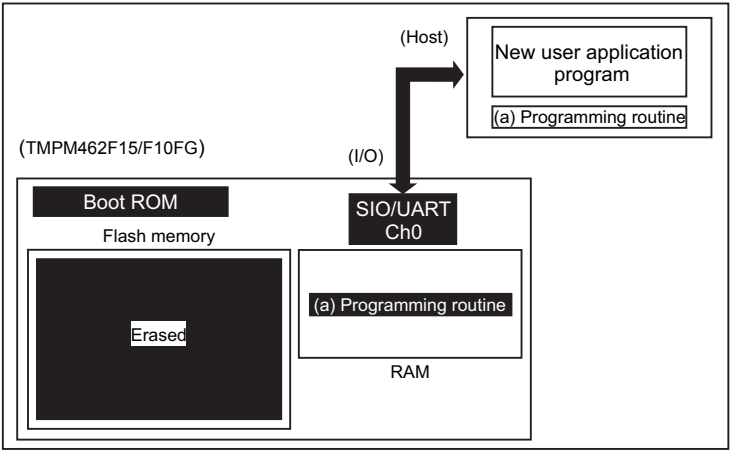 (Host)
New user application
program
(a) Programming routine
(TMPM462F15/F10FG)
(I/O)
Boot ROM
SIO/UART
Ch0
Flash memory
(a) Programming routine
Erased
RAM